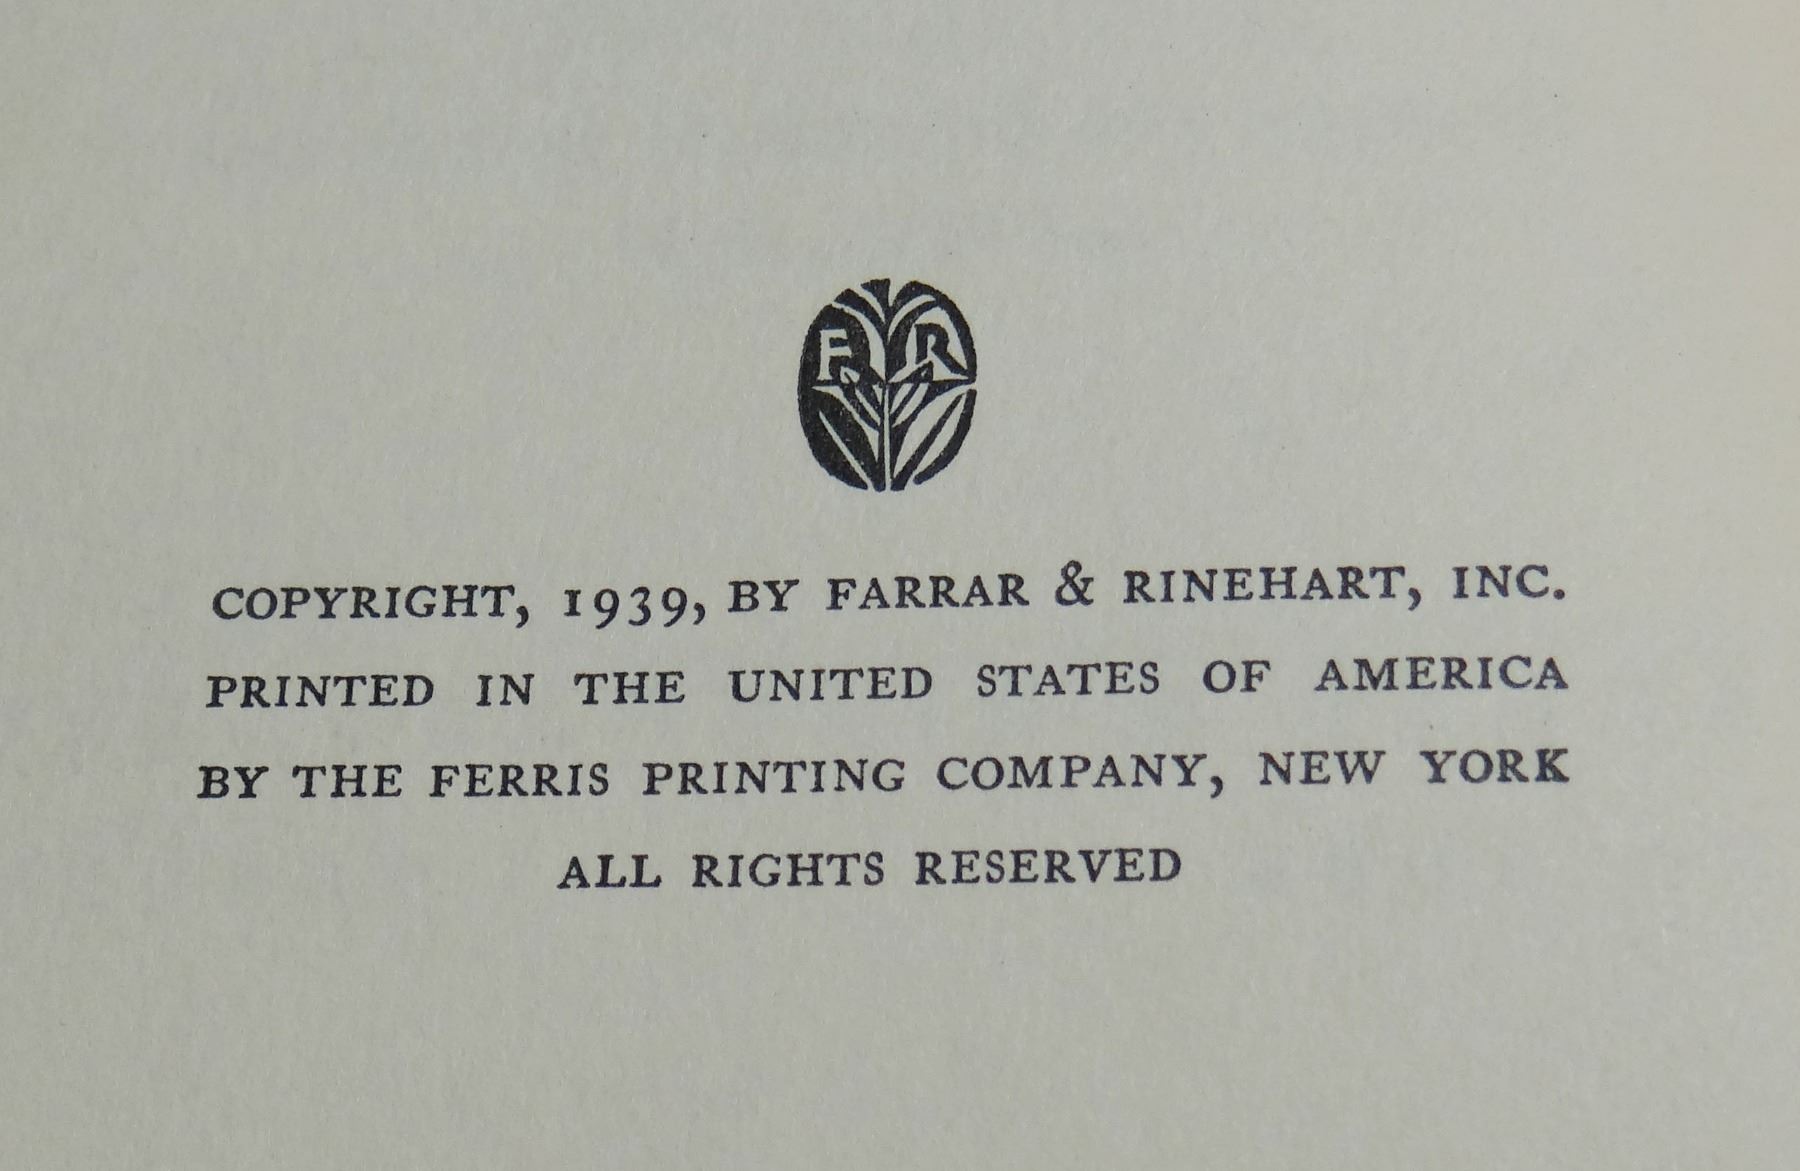 FR
COPYRIGHT, 1939, BY FARRAR & RINEHART, INC.
PRINTED IN THE UNITED STATES OF AMERICA
BY THE FERRIS PRINTING COMPANY, NEW YORK
ALL RIGHTS RESERVED